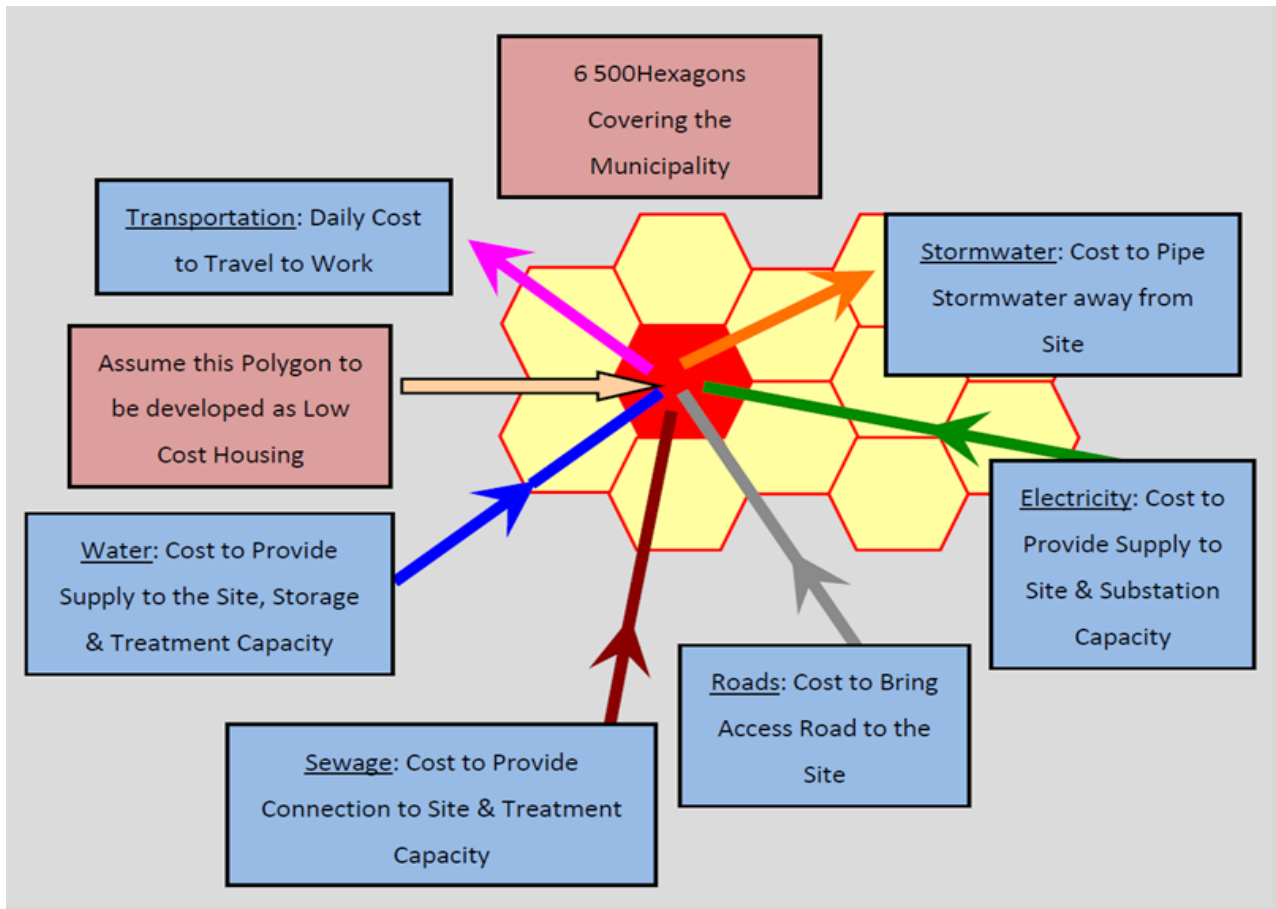 6 500Hexagons
Covering the
Municipality
Transportation: Daily Cost
to Travel to Work
Stormwater: Cost to Pipe
Stormwater away from
Site
Assume this Polygon to
be developed as Low
Cost Housing
Electricity: Cost to
Provide Supply to
Site & Substation
Capacity
Water: Cost to Provide
Supply to the Site, Storage
& Treatment Capacity
Roads: Cost to Bring
Access Road to the
Site
Sewage: Cost to Provide
Connection to Site & Treatment
Capacity